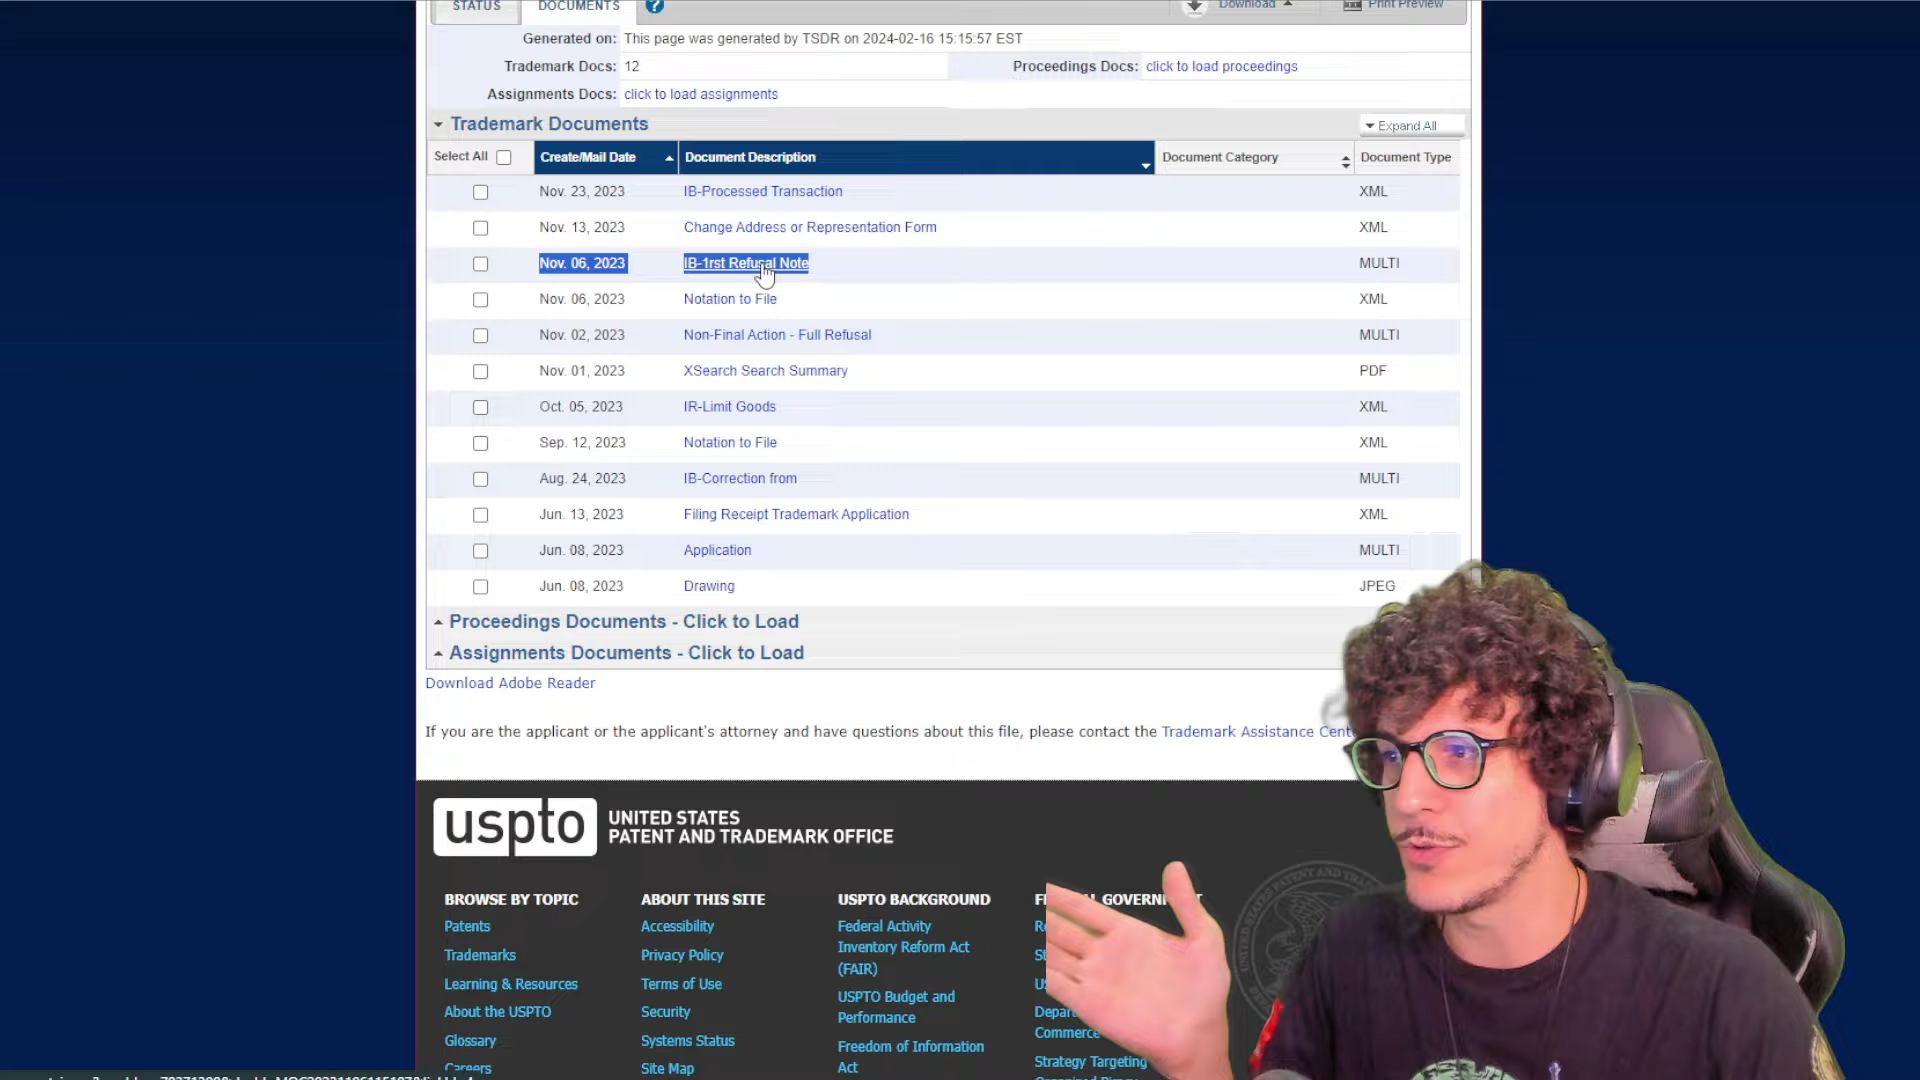 STATUS DOCUMENTS ? Download Print Preview
Generated on: This page was generated by TSDR on 2024-02-16 15:15:57 EST
Trademark Docs: 12 Proceedings Docs: click to load proceedings
Assignments Docs: click to load assignments
Trademark Documents Expand All
Select All Create/Mail Date Document Description Document Category Document Type
Nov. 23, 2023 IB-Processed Transaction XML
Nov. 13, 2023 Change Address or Representation Form XML
Nov. 06, 2023 IB-1rst Refusal Note MULTI
Nov. 06, 2023 Notation to File XML
Nov. 02, 2023 Non-Final Action - Full Refusal MULTI
Nov. 01, 2023 XSearch Search Summary PDF
Oct. 05, 2023 IR-Limit Goods XML
Sep. 12, 2023 Notation to File XML
Aug. 24, 2023 IB-Correction from MULTI
Jun. 13, 2023 Filing Receipt Trademark Application XML
Jun. 08, 2023 Application MULTI
Jun. 08, 2023 Drawing JPEG
Proceedings Documents - Click to Load
Assignments Documents - Click to Load
Download Adobe Reader
If you are the applicant or the applicant's attorney and have questions about this file, please contact the Trademark Assistance Cent
uspto UNITED STATES
PATENT AND TRADEMARK OFFICE
BROWSE BY TOPIC
Patents
Trademarks
Learning & Resources
About the USPTO
Glossary
Careers
ABOUT THIS SITE
Accessibility
Privacy Policy
Terms of Use
Security
Systems Status
Site Map
USPTO BACKGROUND
Federal Activity
Inventory Reform Act
(FAIR)
USPTO Budget and
Performance
Freedom of Information
Act
GOVERN
Commerce
Strategy Targeting